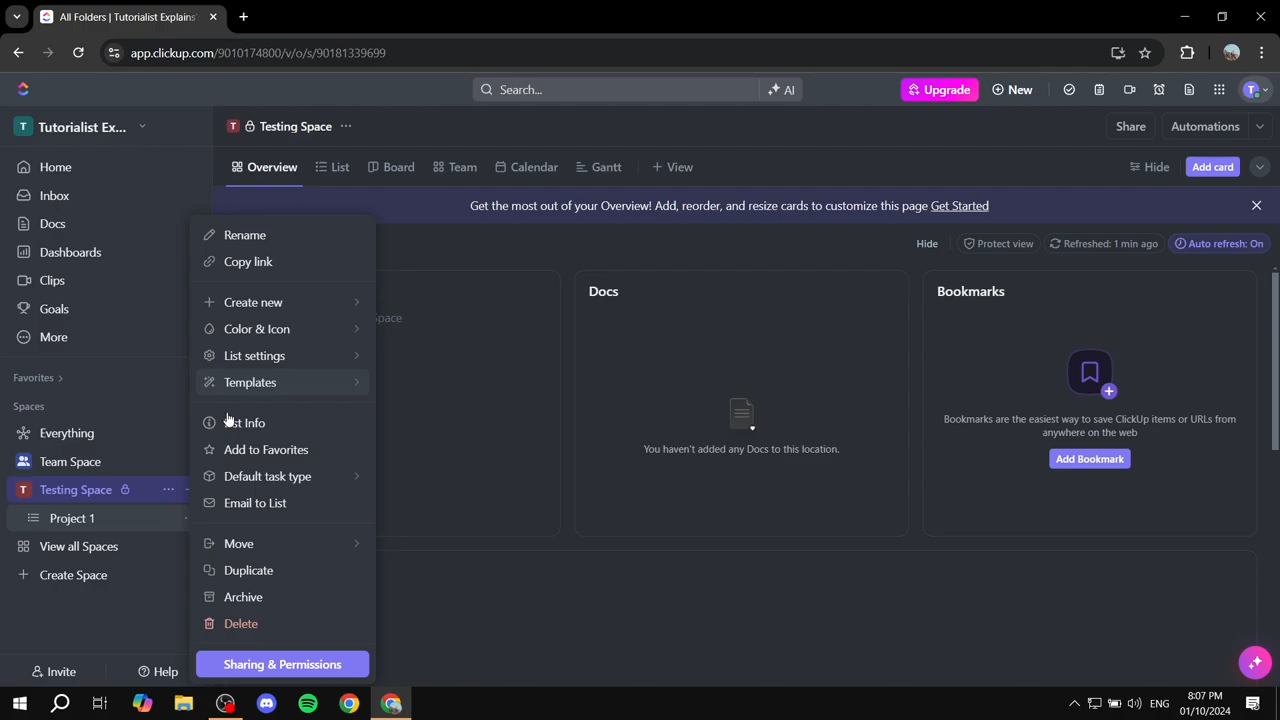 All Folders | Tutorialist Explains'
app.clickup.com/9010174800/v/o/s/90181339699
Search...
AI
Upgrade
New
T
T Tutorialist Ex...
T Testing Space
Share
Automations
Home
Inbox
Docs
Dashboards
Clips
Goals
More
Favorites
Spaces
Everything
Team Space
T Testing Space
Project 1
View all Spaces
Create Space
Invite
Help
Overview
List
Board
Team
Calendar
Gantt
View
Hide
Add card
Get the most out of your Overview! Add, reorder, and resize cards to customize this page Get Started
Hide
Protect view
Refreshed: 1 min ago
Auto refresh: On
Rename
Copy link
Create new
Color & Icon
List settings
Templates
Info
Add to Favorites
Default task type
Email to List
Move
Duplicate
Archive
Delete
Sharing & Permissions
Space
Docs
You haven't added any Docs to this location.
Bookmarks
Bookmarks are the easiest way to save ClickUp items or URLs from
anywhere on the web
Add Bookmark
ENG
8:07 PM
01/10/2024